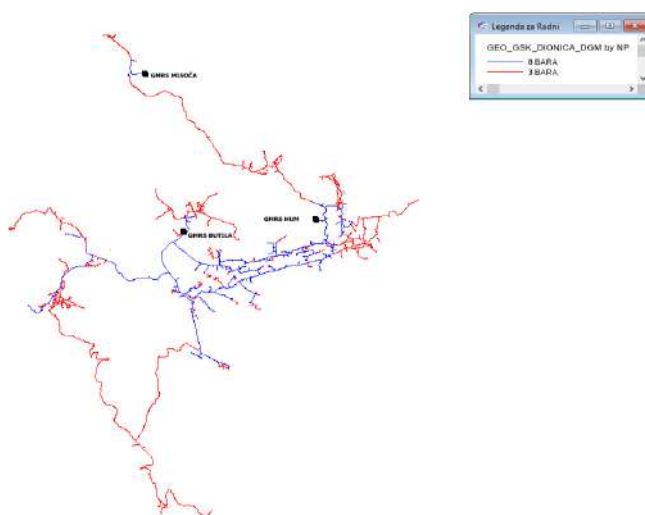 Legenda za Radni
GEO_GSK_DIONICA_DGM by NP
8 BARA
3 BARA
GMRS MISOČA
GMRS HUM
GMRS BUTILA